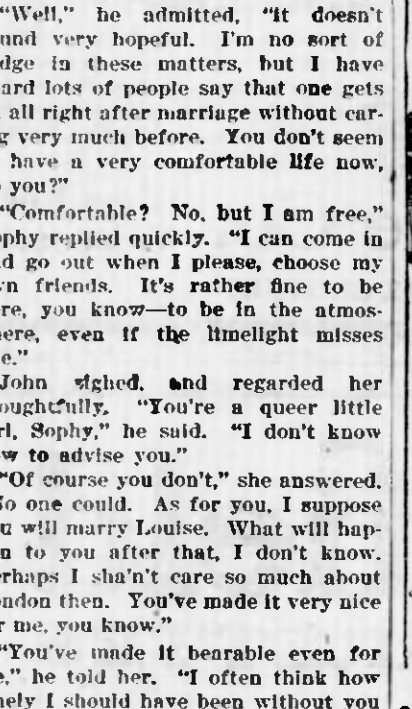 "Well," he admitted, "it doesn't
und very hopeful. I'm no sort of
dge in these matters, but I have
ard lots of people say that one gets
all right after marriage without car-
g very much before. You don't seem
have a very comfortable life now,
you?"
"Comfortable? No, but I am free,"
phy replied quickly. "I can come in
d go out when I please, choose my
n friends. It's rather fine to be
re, you know—to be in the atmos-
ere, even if the limelight misses
e."
John sighed, and regarded her
oughtfully. "You're a queer little
rl, Sophy," he said. "I don't know
w to advise you."
"Of course you don't," she answered.
o one could. As for you, I suppose
u will marry Louise. What will hap-
n to you after that, I don't know.
rhaps I sha'n't care so much about
ndon then. You've made it very nice
r me, you know."
"You've made it bearable even for
e," he told her. "I often think how
nely I should have been without you